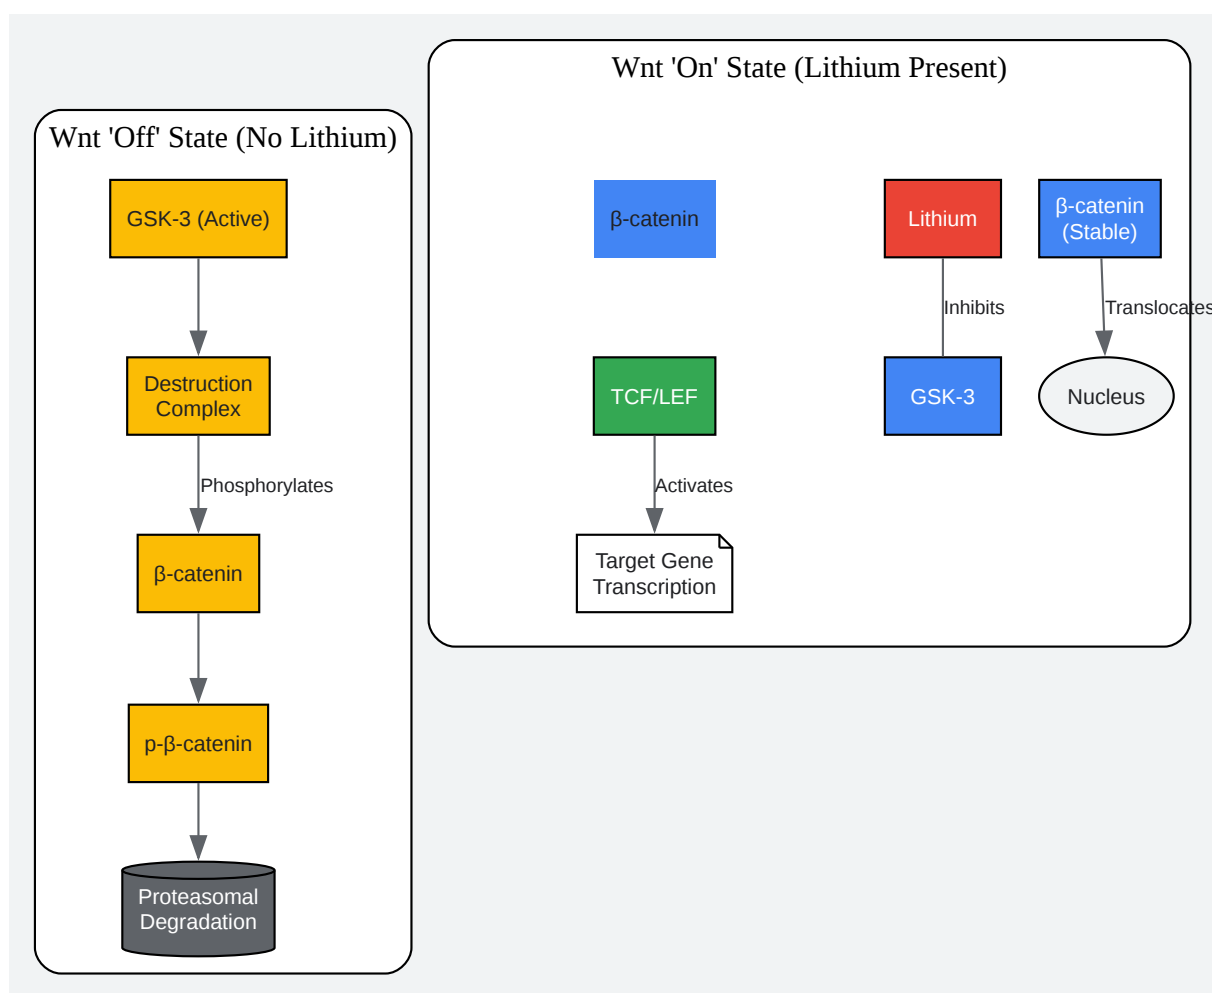 Wnt 'Off' State (No Lithium)
GSK-3 (Active)
Destruction
Complex
Phosphorylates
β-catenin
p-β-catenin
Proteasomal
Degradation
Wnt 'On' State (Lithium Present)
β-catenin
TCF/LEF
Activates
Target Gene
Transcription
Lithium
Inhibits
GSK-3
β-catenin
(Stable)
Translocates
Nucleus